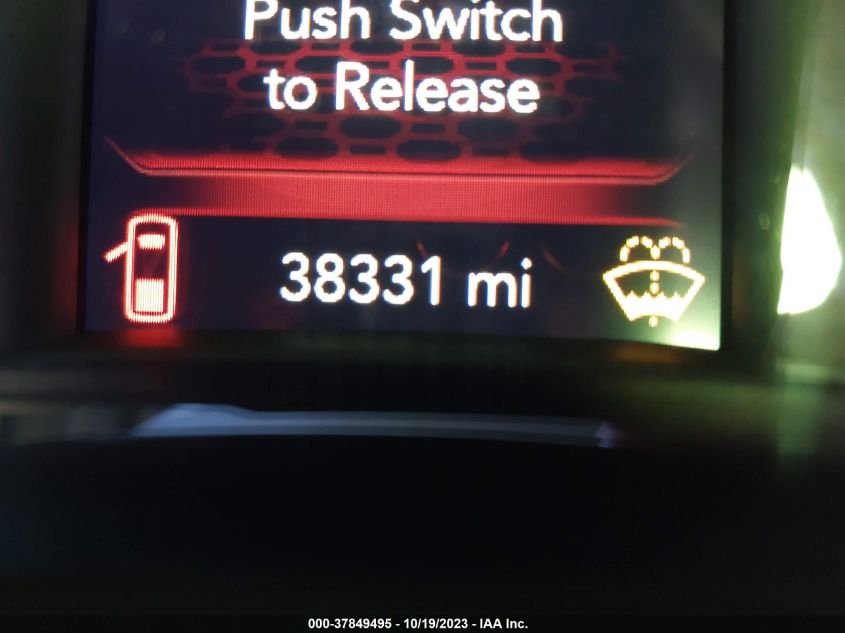 Push Switch
to Release
38331 mi
000-37849495 - 10/19/2023 - IAA Inc.